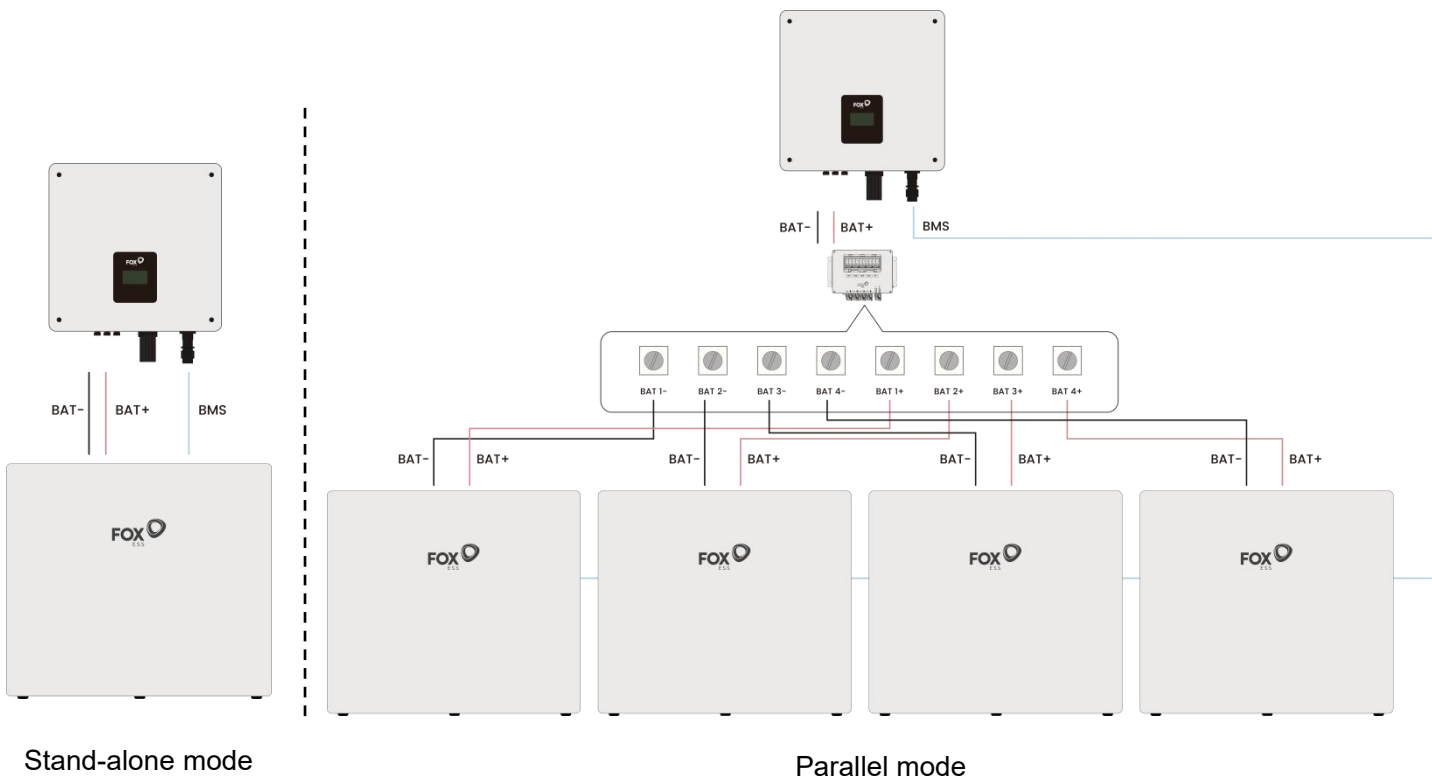 FOX
ESS
BAT-
BAT+
BMS
FOX
ESS
Stand-alone mode
FOX
BAT-
BAT+
BMS
BAT 1-
BAT 2-
BAT 3-
BAT 4-
BAT 1+
BAT 2+
BAT 3+
BAT 4+
BAT-
BAT+
BAT-
BAT+
BAT-
BAT+
BAT-
BAT+
FOX
ESS
FOX
ESS
FOX
ESS
FOX
ESS
Parallel mode